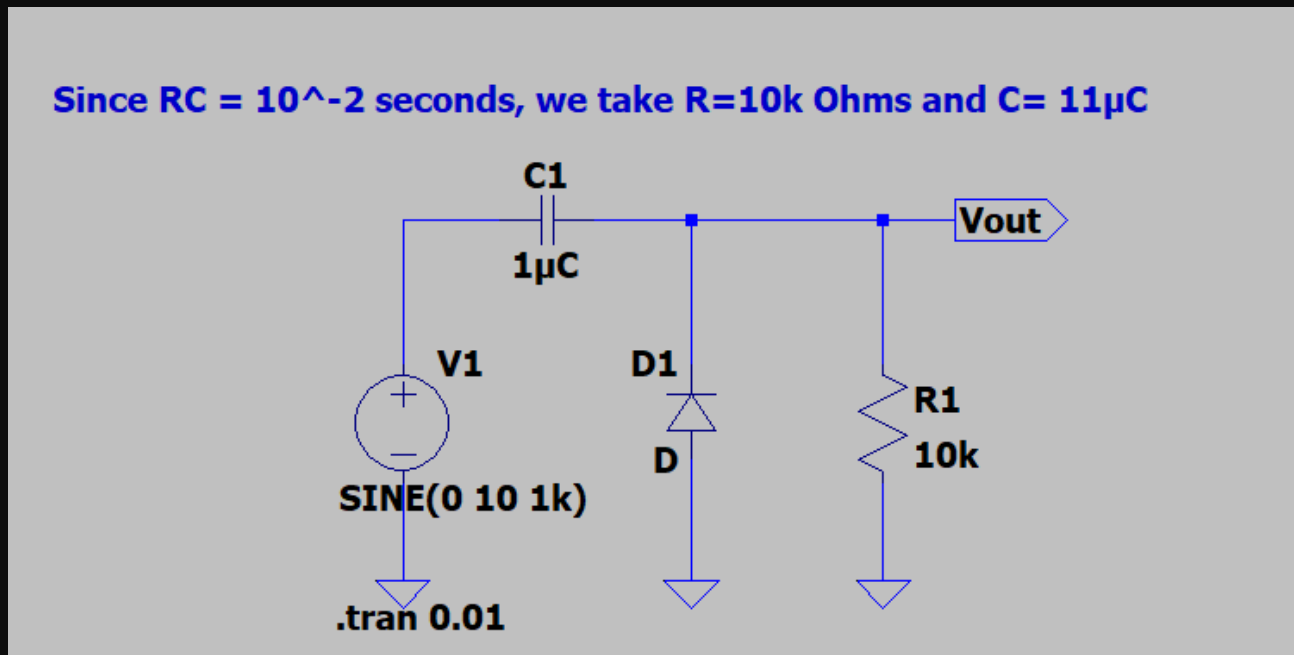 Since RC = 10^-2 seconds, we take R=10k Ohms and C= 11µC
C1
Vout
1µC
V1
D1
R1
D
10k
SINE(0 10 1k)
.tran 0.01